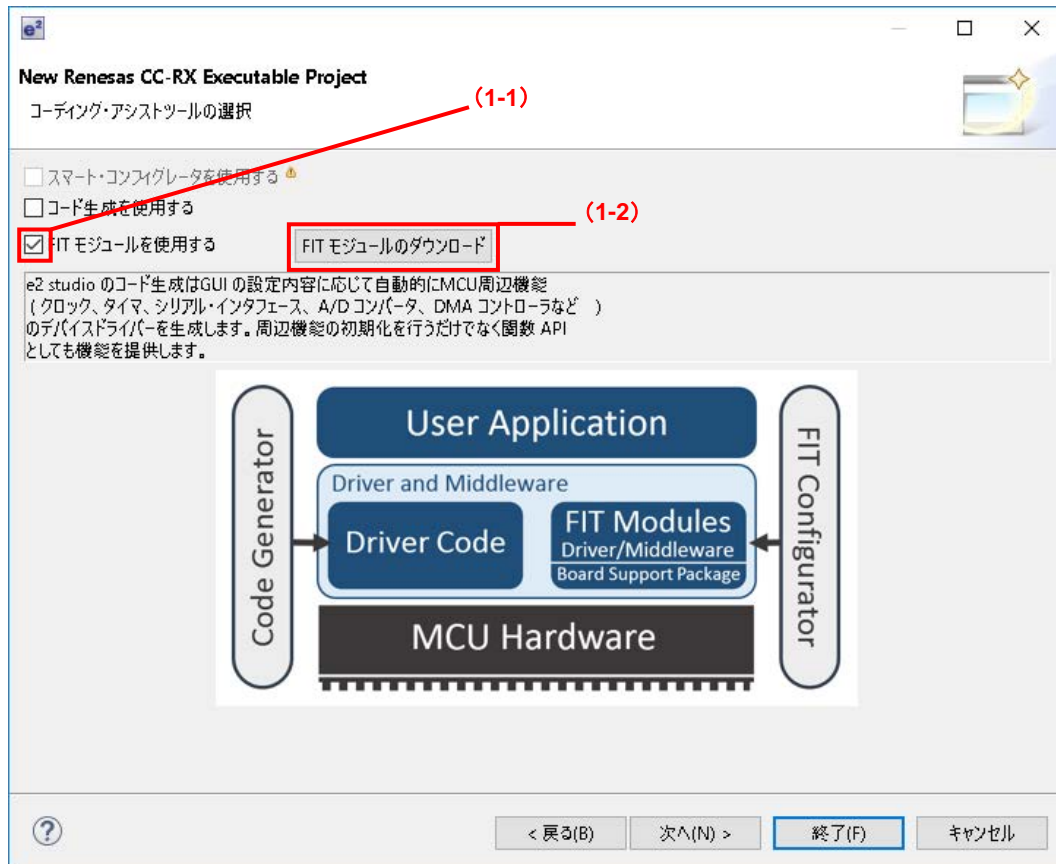 e²
New Renesas CC-RX Executable Project
コーディング・アシストツールの選択
(1-1)
スマート・コンフィグレータを使用する
コード生成を使用する
(1-2)
FIT モジュールを使用する
FIT モジュールのダウンロード
e2 studio のコード生成はGUI の設定内容に応じて自動的にMCU周辺機能
( クロック、タイマ、シリアル・インタフェース、A/D コンバータ、DMA コントローラなど )
のデバイスドライバーを生成します。周辺機能の初期化を行うだけでなく関数 API
としても機能を提供します。
Code Generator
User Application
Driver and Middleware
Driver Code
FIT Modules
Driver/Middleware
Board Support Package
MCU Hardware
FIT Configurator
?
< 戻る(B)
次へ(N) >
終了(F)
キャンセル